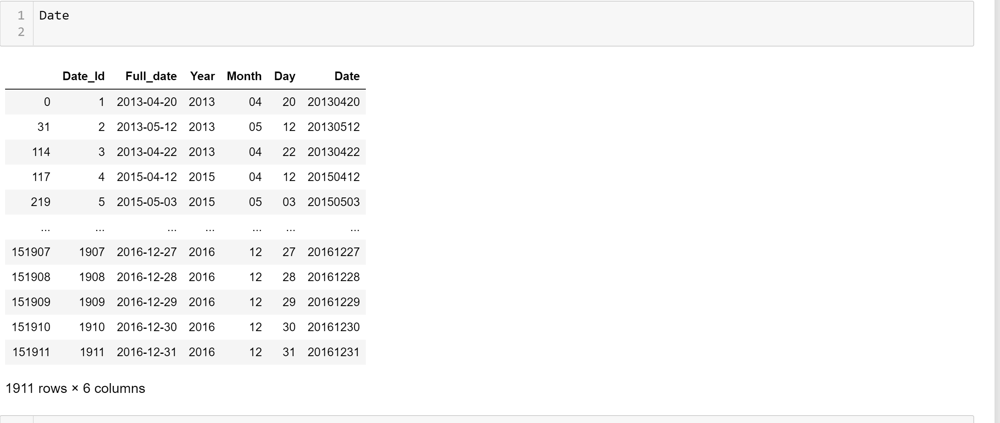 1 Date
2
Date_Id Full_date Year Month Day Date
0 1 2013-04-20 2013 04 20 20130420
31 2 2013-05-12 2013 05 12 20130512
114 3 2013-04-22 2013 04 22 20130422
117 4 2015-04-12 2015 04 12 20150412
219 5 2015-05-03 2015 05 03 20150503
... ... ... ... ... ... ...
151907 1907 2016-12-27 2016 12 27 20161227
151908 1908 2016-12-28 2016 12 28 20161228
151909 1909 2016-12-29 2016 12 29 20161229
151910 1910 2016-12-30 2016 12 30 20161230
151911 1911 2016-12-31 2016 12 31 20161231
1911 rows × 6 columns